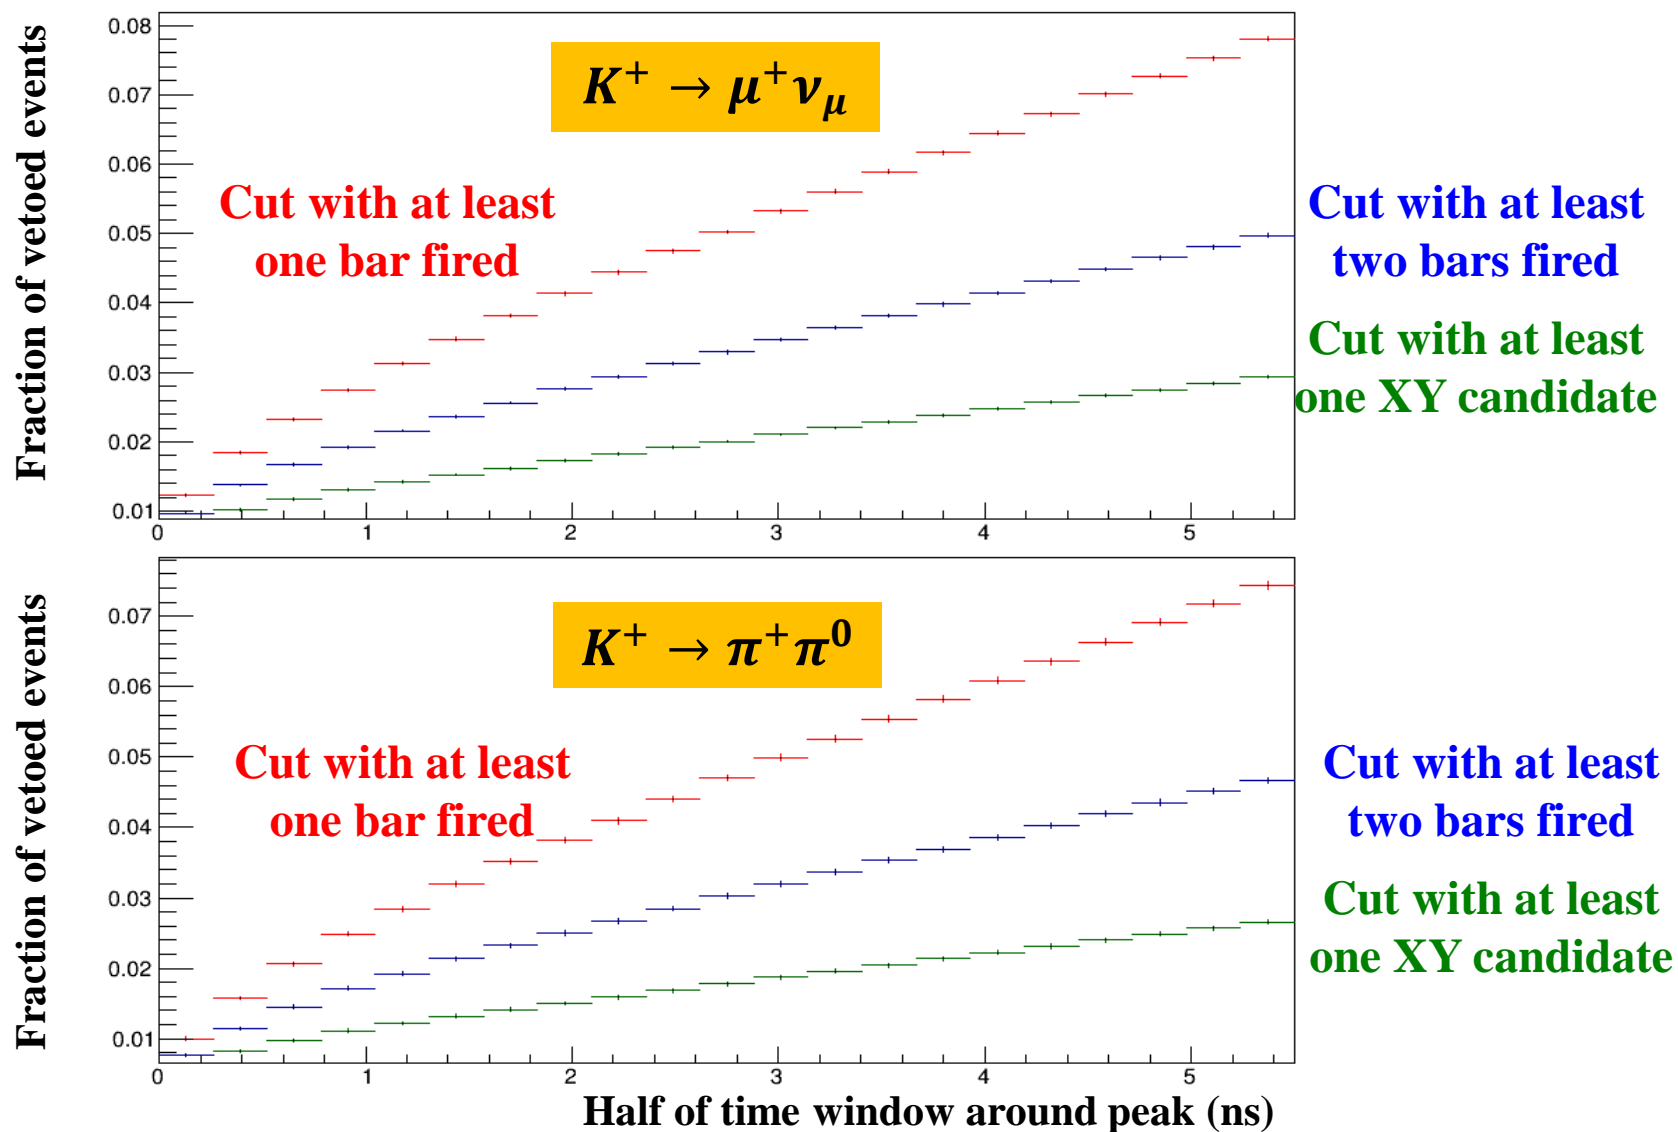 Fraction of vetoed events
0.08
0.07
0.06
0.05
0.04
0.03
0.02
0.01
K⁺ → μ⁺ν_μ
Cut with at least
one bar fired
Cut with at least
two bars fired
Cut with at least
one XY candidate
0 1 2 3 4 5
Fraction of vetoed events
0.07
0.06
0.05
0.04
0.03
0.02
0.01
K⁺ → π⁺π⁰
Cut with at least
one bar fired
Cut with at least
two bars fired
Cut with at least
one XY candidate
0 1 2 3 4 5
Half of time window around peak (ns)